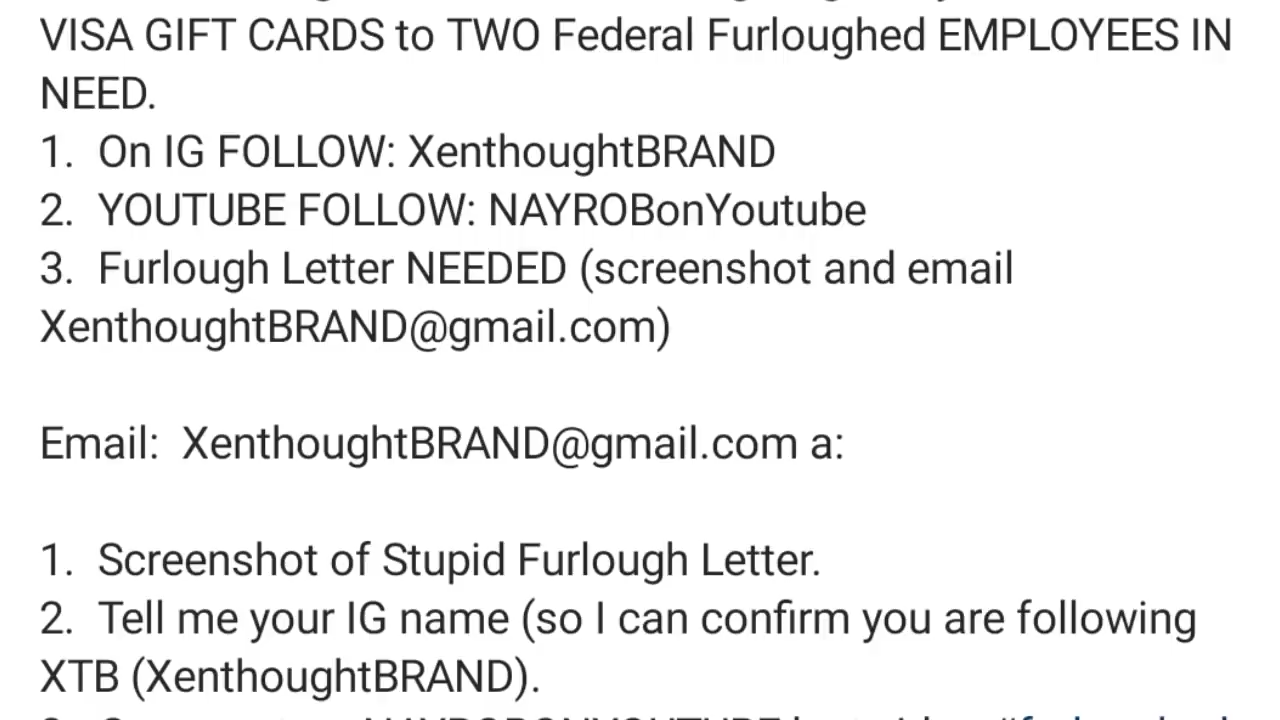 VISA GIFT CARDS to TWO Federal Furloughed EMPLOYEES IN
NEED.
1. On IG FOLLOW: XenthoughtBRAND
2. YOUTUBE FOLLOW: NAYROBonYoutube
3. Furlough Letter NEEDED (screenshot and email
XenthoughtBRAND@gmail.com)
Email: XenthoughtBRAND@gmail.com a:
1. Screenshot of Stupid Furlough Letter.
2. Tell me your IG name (so I can confirm you are following
XTB (XenthoughtBRAND).